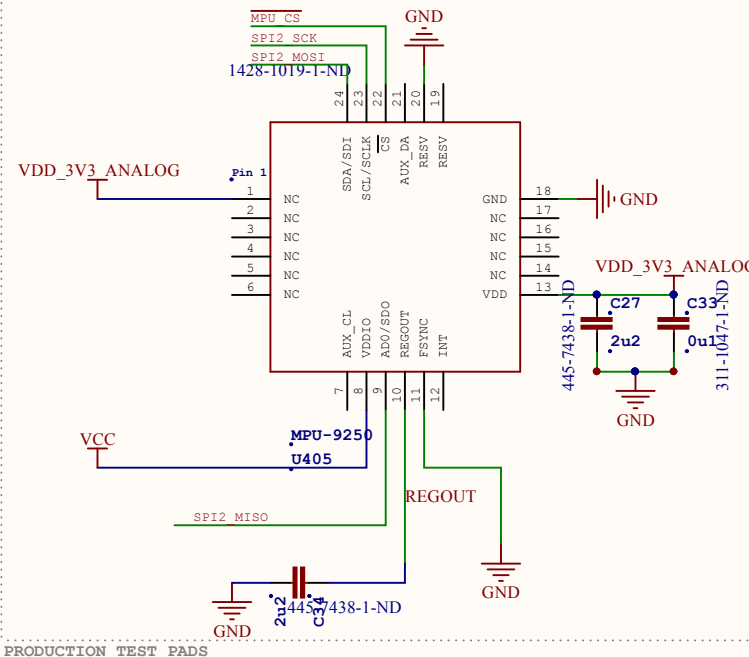 MPU_CS
GND
SPI2_SCK
SPI2_MOSI
1428-1019-1-ND
24
23
22
21
20
19
SDA/SDI
SCL/SCLK
CS
AUX_DA
RESV
RESV
VDD_3V3_ANALOG
Pin 1
1 NC
2 NC
3 NC
4 NC
5 NC
6 NC
GND 18
GND
NC 17
NC 16
NC 15
NC 14
VDD 13
VDD_3V3_ANALOG
445-7438-1-ND
C27
2u2
C33
0u1
311-1047-1-ND
GND
AUX_CL
VDDIO
AD0/SDO
REGOUT
FSYNC
INT
7
8
9
10
11
12
MPU-9250
U405
VCC
REGOUT
SPI2_MISO
GND
2u2
C34
445-7438-1-ND
GND
PRODUCTION TEST PADS